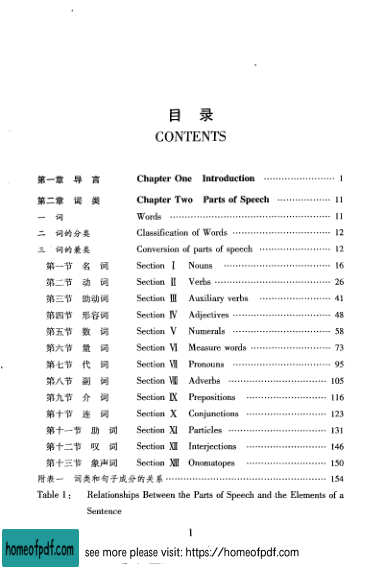 目 录
CONTENTS
第一章 导 言 Chapter One Introduction ........................ 1
第二章 词 类 Chapter Two Parts of Speech .................. 11
一 词 Words ...................................................... 11
二 词的分类 Classification of Words .............................. 12
三 词的兼类 Conversion of parts of speech ........................ 12
第一节 名 词 Section Ⅰ Nouns .................................... 16
第二节 动 词 Section Ⅱ Verbs .................................... 26
第三节 助动词 Section Ⅲ Auxiliary verbs ........................ 41
第四节 形容词 Section Ⅳ Adjectives .............................. 48
第五节 数 词 Section Ⅴ Numerals ................................ 58
第六节 量 词 Section Ⅵ Measure words .......................... 73
第七节 代 词 Section Ⅶ Pronouns ................................ 95
第八节 副 词 Section Ⅷ Adverbs ................................ 105
第九节 介 词 Section Ⅸ Prepositions ............................ 116
第十节 连 词 Section Ⅹ Conjunctions ............................ 123
第十一节 助 词 Section Ⅺ Particles .............................. 131
第十二节 叹 词 Section Ⅻ Interjections .......................... 146
第十三节 象声词 Section XIII Onomatopes .......................... 150
附表一 词类和句子成分的关系 .................................... 154
Table 1: Relationships Between the Parts of Speech and the Elements of a
Sentence
1
homeofpdf.com see more please visit: https://homeofpdf.com